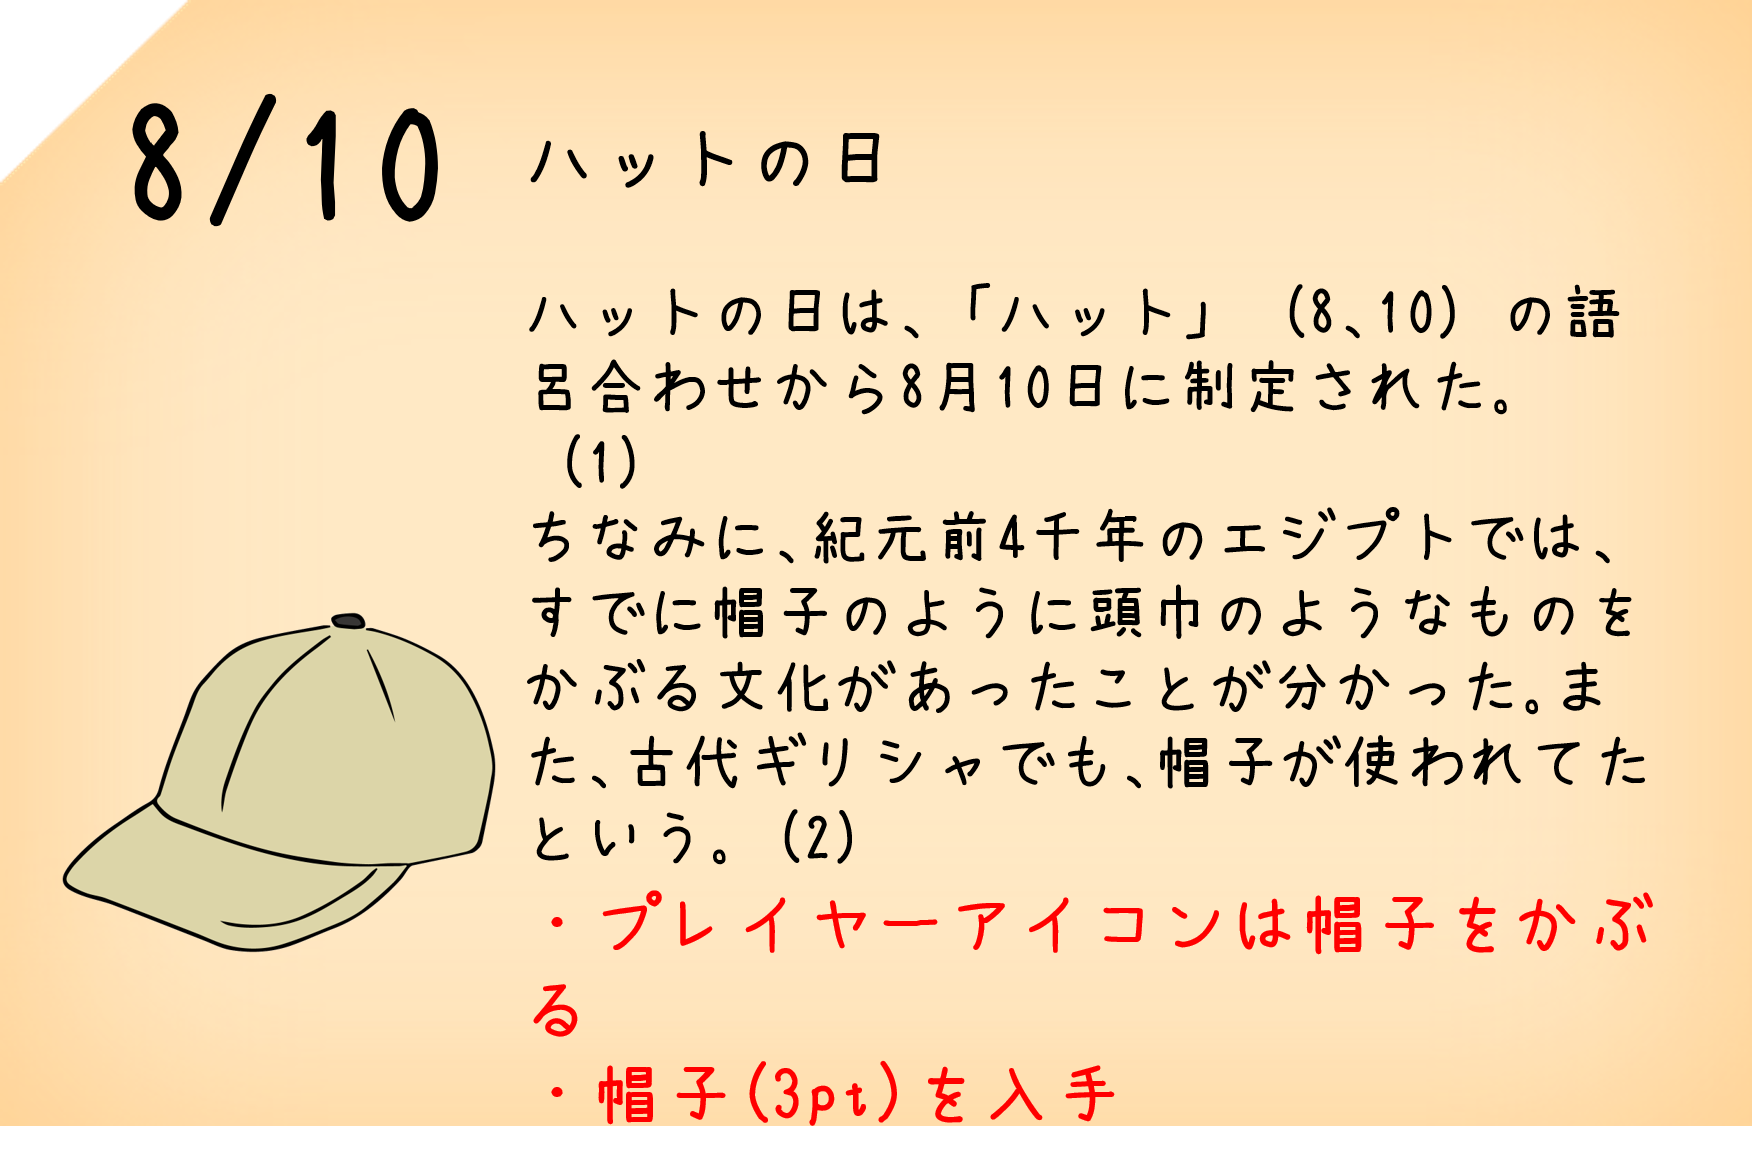 8/10 ハットの日
ハットの日は、「ハット」 (8、10) の語
呂合わせから8月10日に制定された。
(1)
ちなみに、紀元前4千年のエジプトでは、
すでに帽子のように頭巾のようなものを
かぶる文化があったことが分かった。ま
た、古代ギリシャでも、帽子が使われてた
という。 (2)
・プレイヤーアイコンは帽子をかぶ
る
・帽子(3pt)を入手